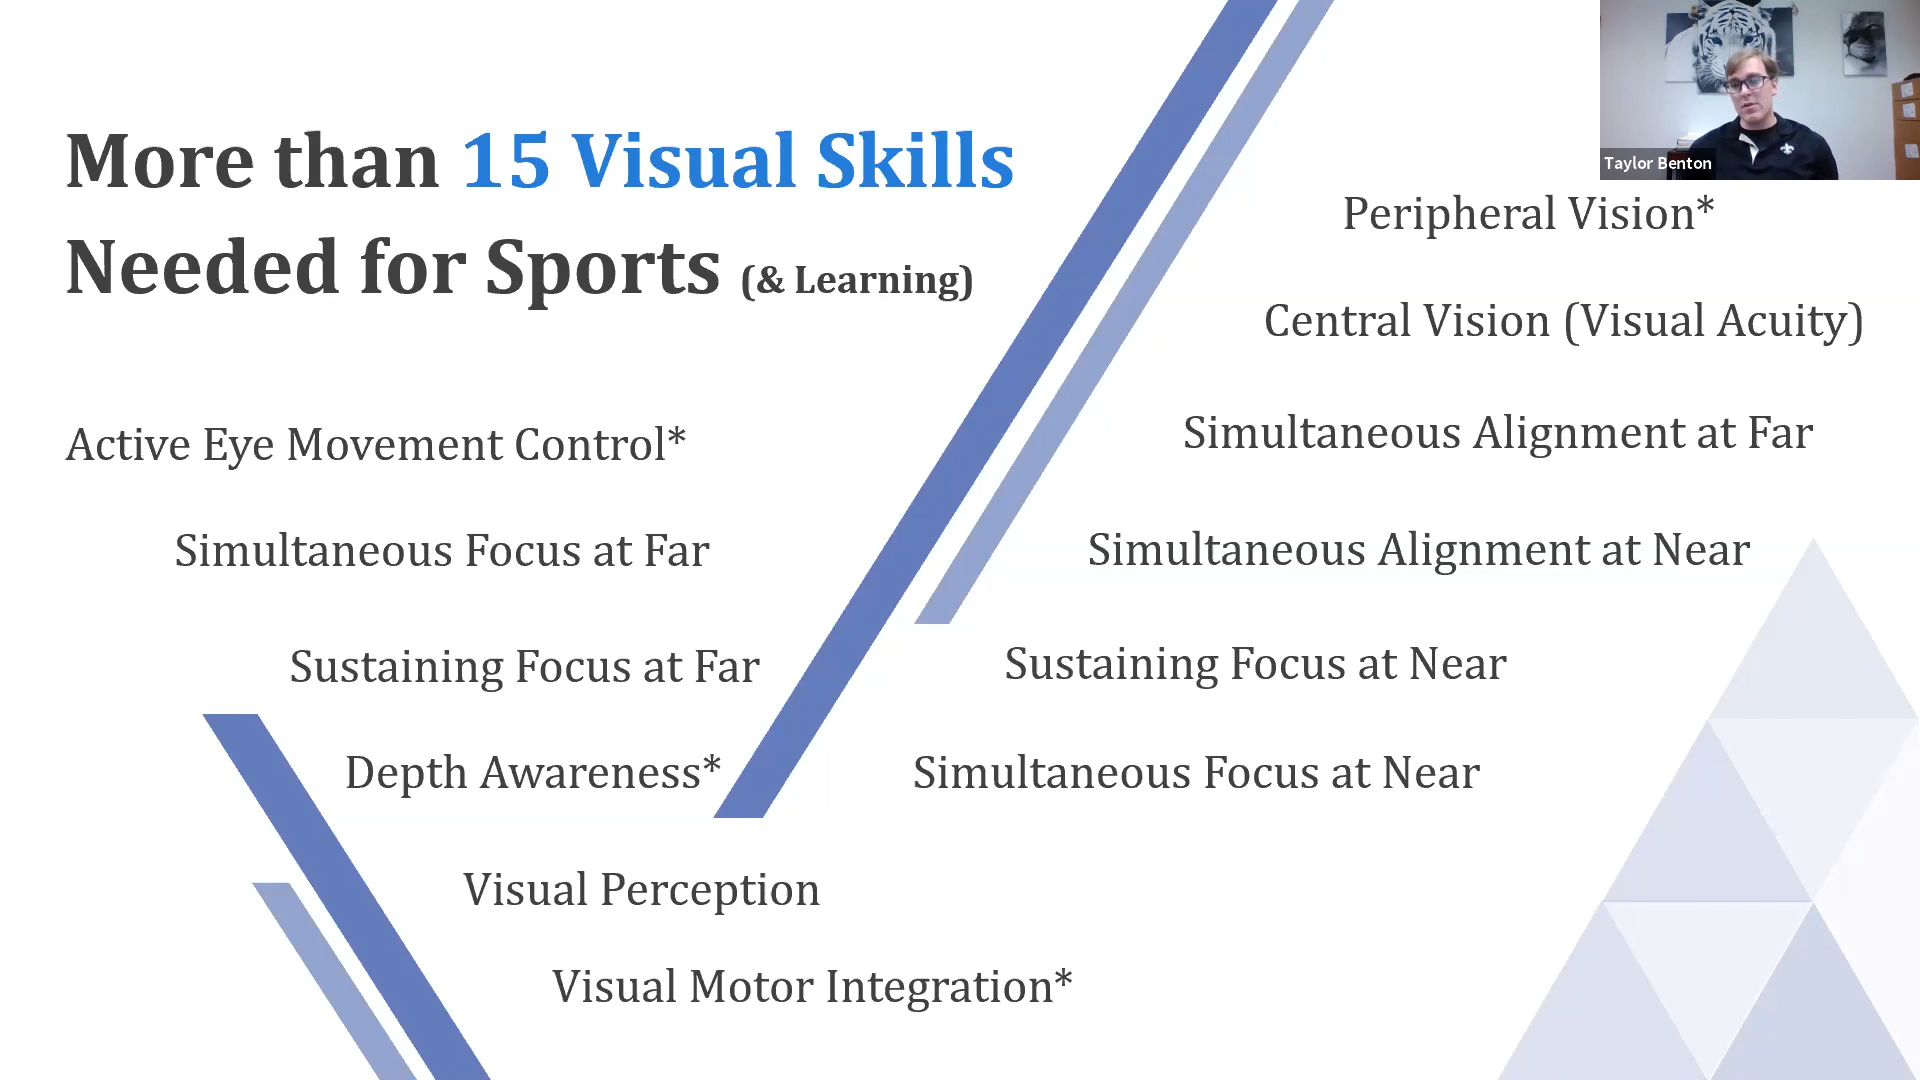 More than 15 Visual Skills
Needed for Sports (& Learning)
Active Eye Movement Control*
Simultaneous Focus at Far
Sustaining Focus at Far
Depth Awareness*
Visual Perception
Visual Motor Integration*
Peripheral Vision*
Central Vision (Visual Acuity)
Simultaneous Alignment at Far
Simultaneous Alignment at Near
Sustaining Focus at Near
Simultaneous Focus at Near
Taylor Benton